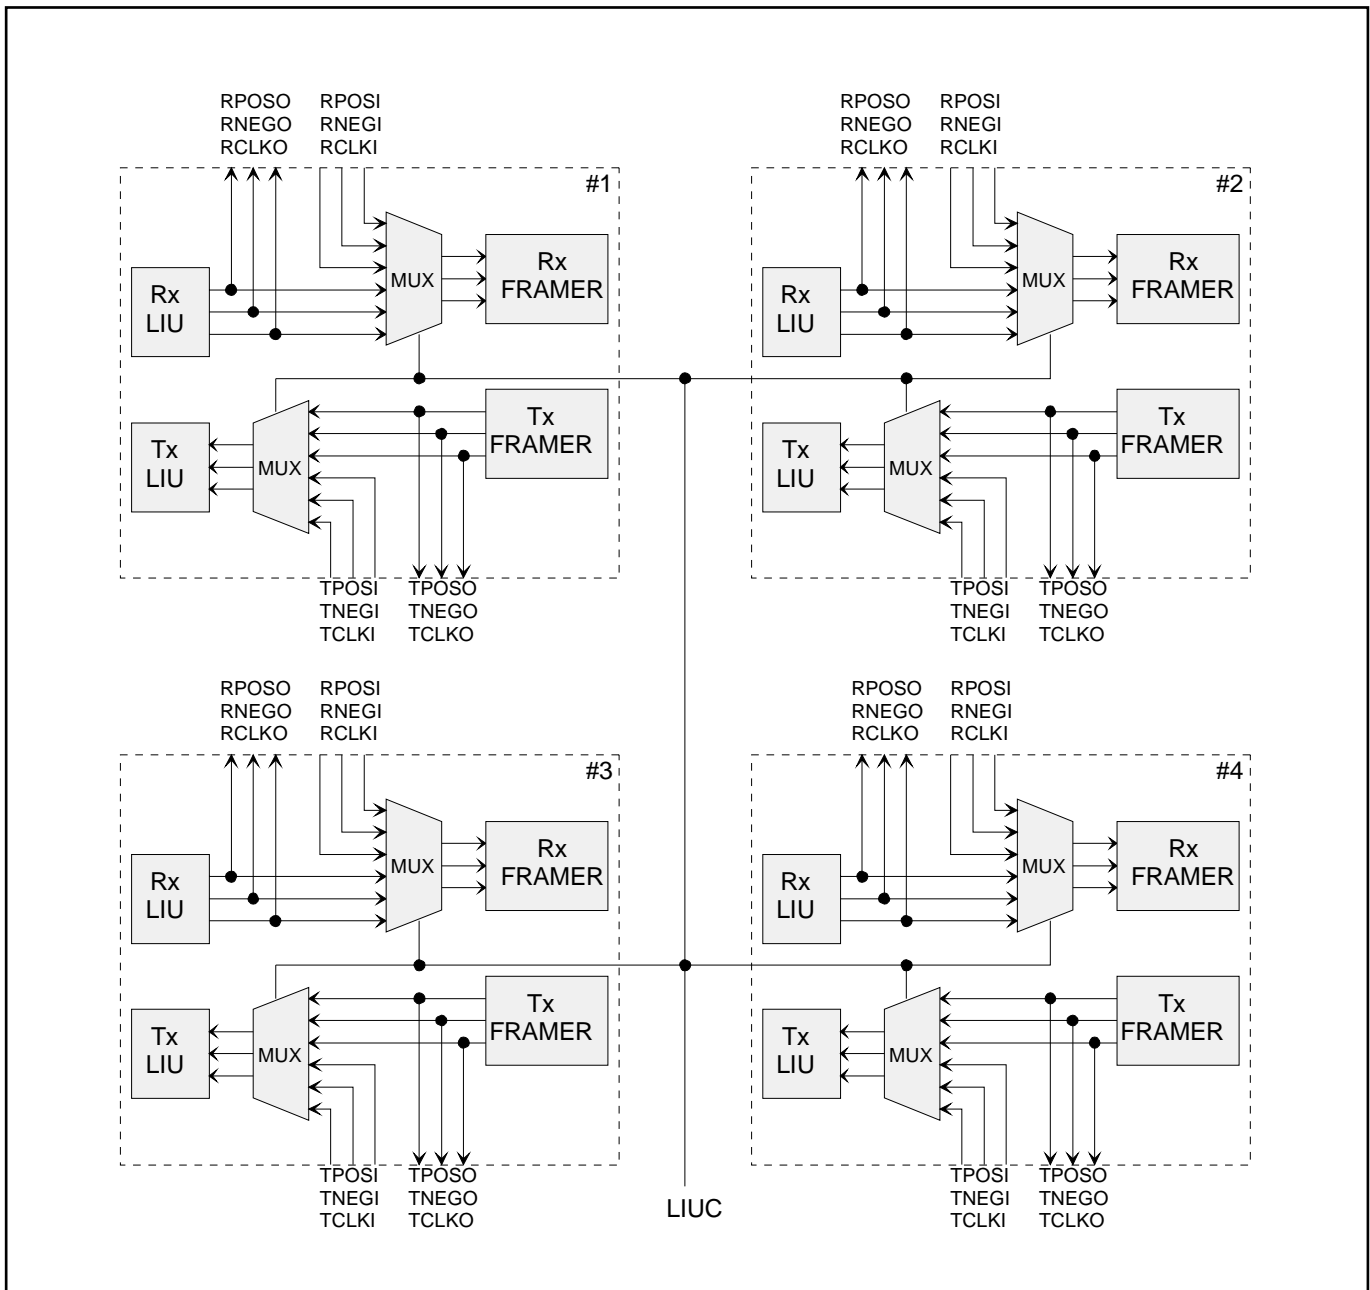 RPOSO RPOSI
RNEGO RNEGI
RCLKO RCLKI
#1
MUX
Rx
FRAMER
Rx
LIU
Tx
FRAMER
Tx
LIU
MUX
TPOSI TPOSO
TNEGI TNEGO
TCLKI TCLKO
RPOSO RPOSI
RNEGO RNEGI
RCLKO RCLKI
#2
MUX
Rx
FRAMER
Rx
LIU
Tx
FRAMER
Tx
LIU
MUX
TPOSI TPOSO
TNEGI TNEGO
TCLKI TCLKO
RPOSO RPOSI
RNEGO RNEGI
RCLKO RCLKI
#3
MUX
Rx
FRAMER
Rx
LIU
Tx
FRAMER
Tx
LIU
MUX
TPOSI TPOSO
TNEGI TNEGO
TCLKI TCLKO
RPOSO RPOSI
RNEGO RNEGI
RCLKO RCLKI
#4
MUX
Rx
FRAMER
Rx
LIU
Tx
FRAMER
Tx
LIU
MUX
TPOSI TPOSO
TNEGI TNEGO
TCLKI TCLKO
LIUC